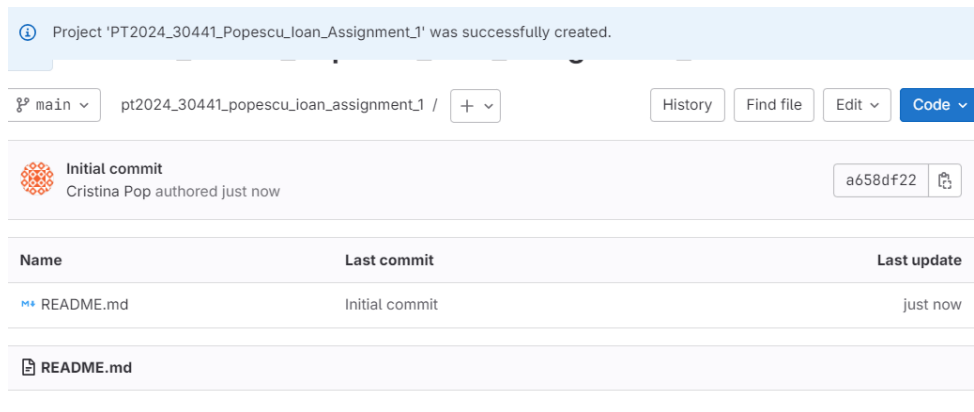 Project 'PT2024_30441_Popescu_Ioan_Assignment_1' was successfully created.
main
pt2024_30441_popescu_ioan_assignment_1 / +
History Find file Edit Code
Initial commit
Cristina Pop authored just now
a658df22
Name Last commit Last update
README.md Initial commit just now
README.md